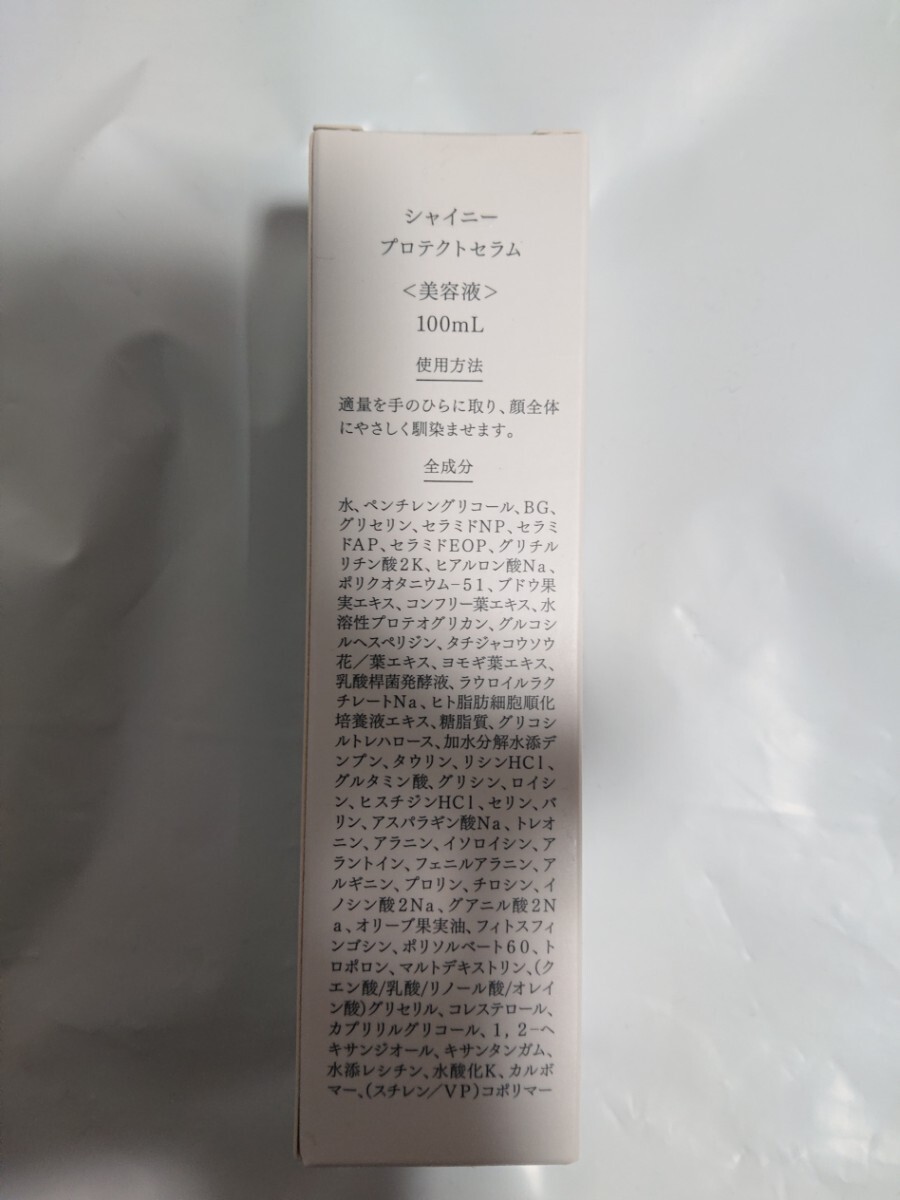 シャイニー
プロテクトセラム
＜美容液＞
100mL
使用方法
適量を手のひらに取り、顔全体
にやさしく馴染ませます。
全成分
水、ペンチレングリコール、BG、
グリセリン、セラミドNP、セラミ
ドAP、セラミドEOP、グリチル
リチン酸2K、ヒアルロン酸Na、
ポリクオタニウム−51、ブドウ果
実エキス、コンフリー葉エキス、水
溶性プロテオグリカン、グルコシ
ルヘスペリジン、タチジャコウソウ
花／葉エキス、ヨモギ葉エキス、
乳酸桿菌発酵液、ラウロイルラク
チレートNa、ヒト脂肪細胞順化
培養液エキス、糖脂質、グリコシ
ルトレハロース、加水分解水添デ
ンプン、タウリン、リシンHCl、
グルタミン酸、グリシン、ロイシ
ン、ヒスチジンHCl、セリン、バ
リン、アスパラギン酸Na、トレオ
ニン、アラニン、イソロイシン、ア
ラントイン、フェニルアラニン、ア
ルギニン、プロリン、チロシン、イ
ノシン酸2Na、グアニル酸2N
a、オリーブ果実油、フィトスフィ
ンゴシン、ポリソルベート60、ト
ロポロン、マルトデキストリン、(ク
エン酸/乳酸/リノール酸/オレイ
ン酸)グリセリル、コレステロール、
カプリリルグリコール、1，2−ヘ
キサンジオール、キサンタンガム、
水添レシチン、水酸化K、カルボ
マー、(スチレン／VP)コポリマー